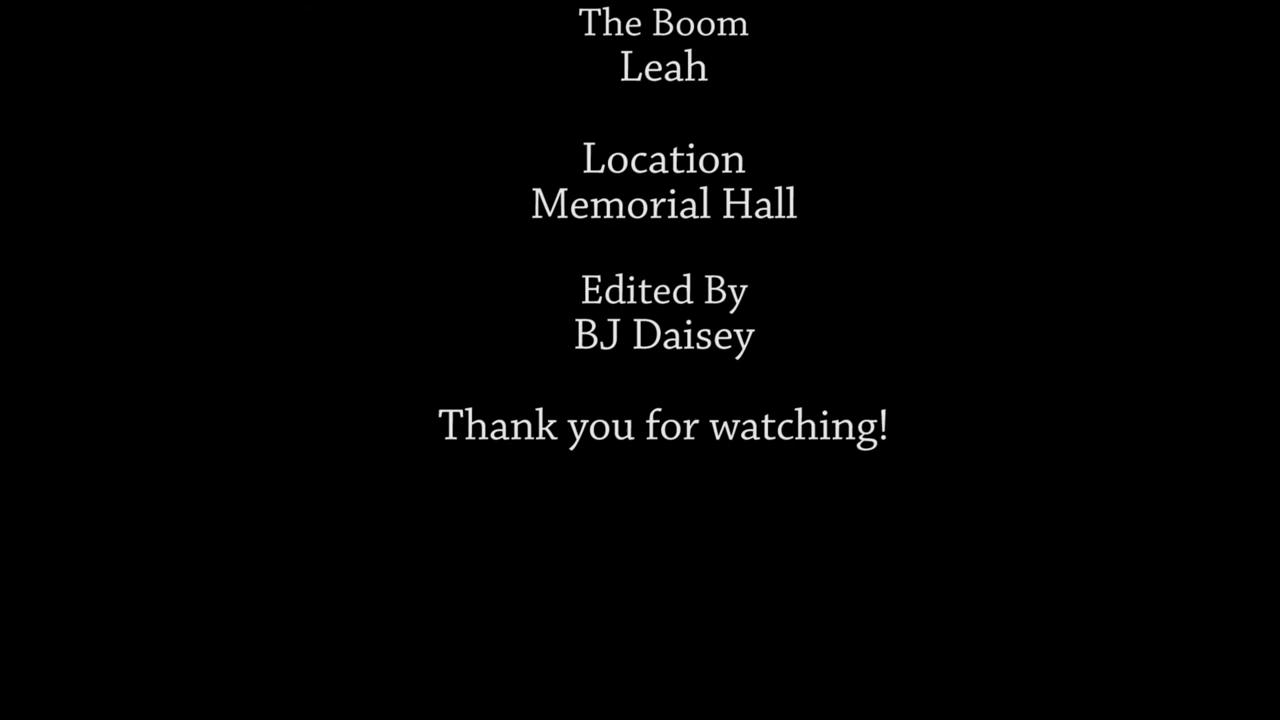 The Boom
Leah
Location
Memorial Hall
Edited By
BJ Daisey
Thank you for watching!